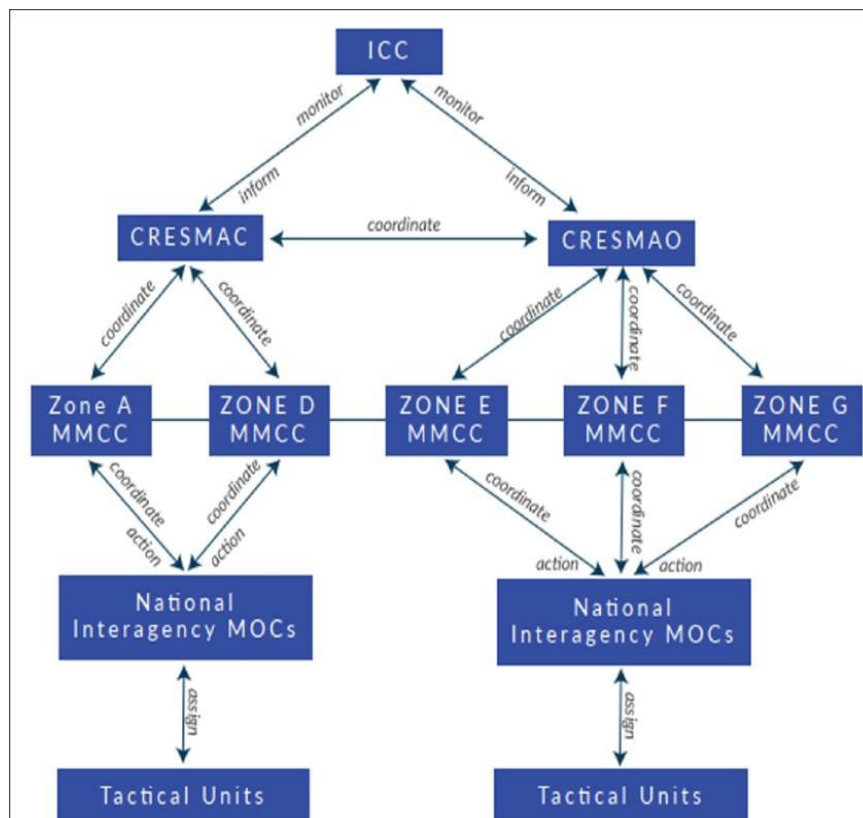 ICC
monitor
monitor
inform
inform
CRESMAC
coordinate
CRESMAO
coordinate
coordinate
coordinate
coordinate
coordinate
Zone A
MMCC
ZONE D
MMCC
ZONE E
MMCC
ZONE F
MMCC
ZONE G
MMCC
coordinate
coordinate
coordinate
coordinate
coordinate
action
action
action
action
National
Interagency MOCs
National
Interagency MOCs
assign
assign
Tactical Units
Tactical Units